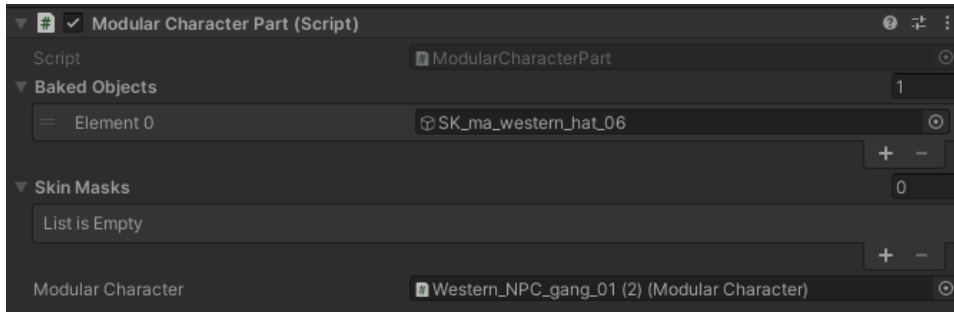 Modular Character Part (Script)
Script ModularCharacterPart
Baked Objects 1
Element 0 SK_ma_western_hat_06
Skin Masks 0
List is Empty
Modular Character Western_NPC_gang_01 (2) (Modular Character)